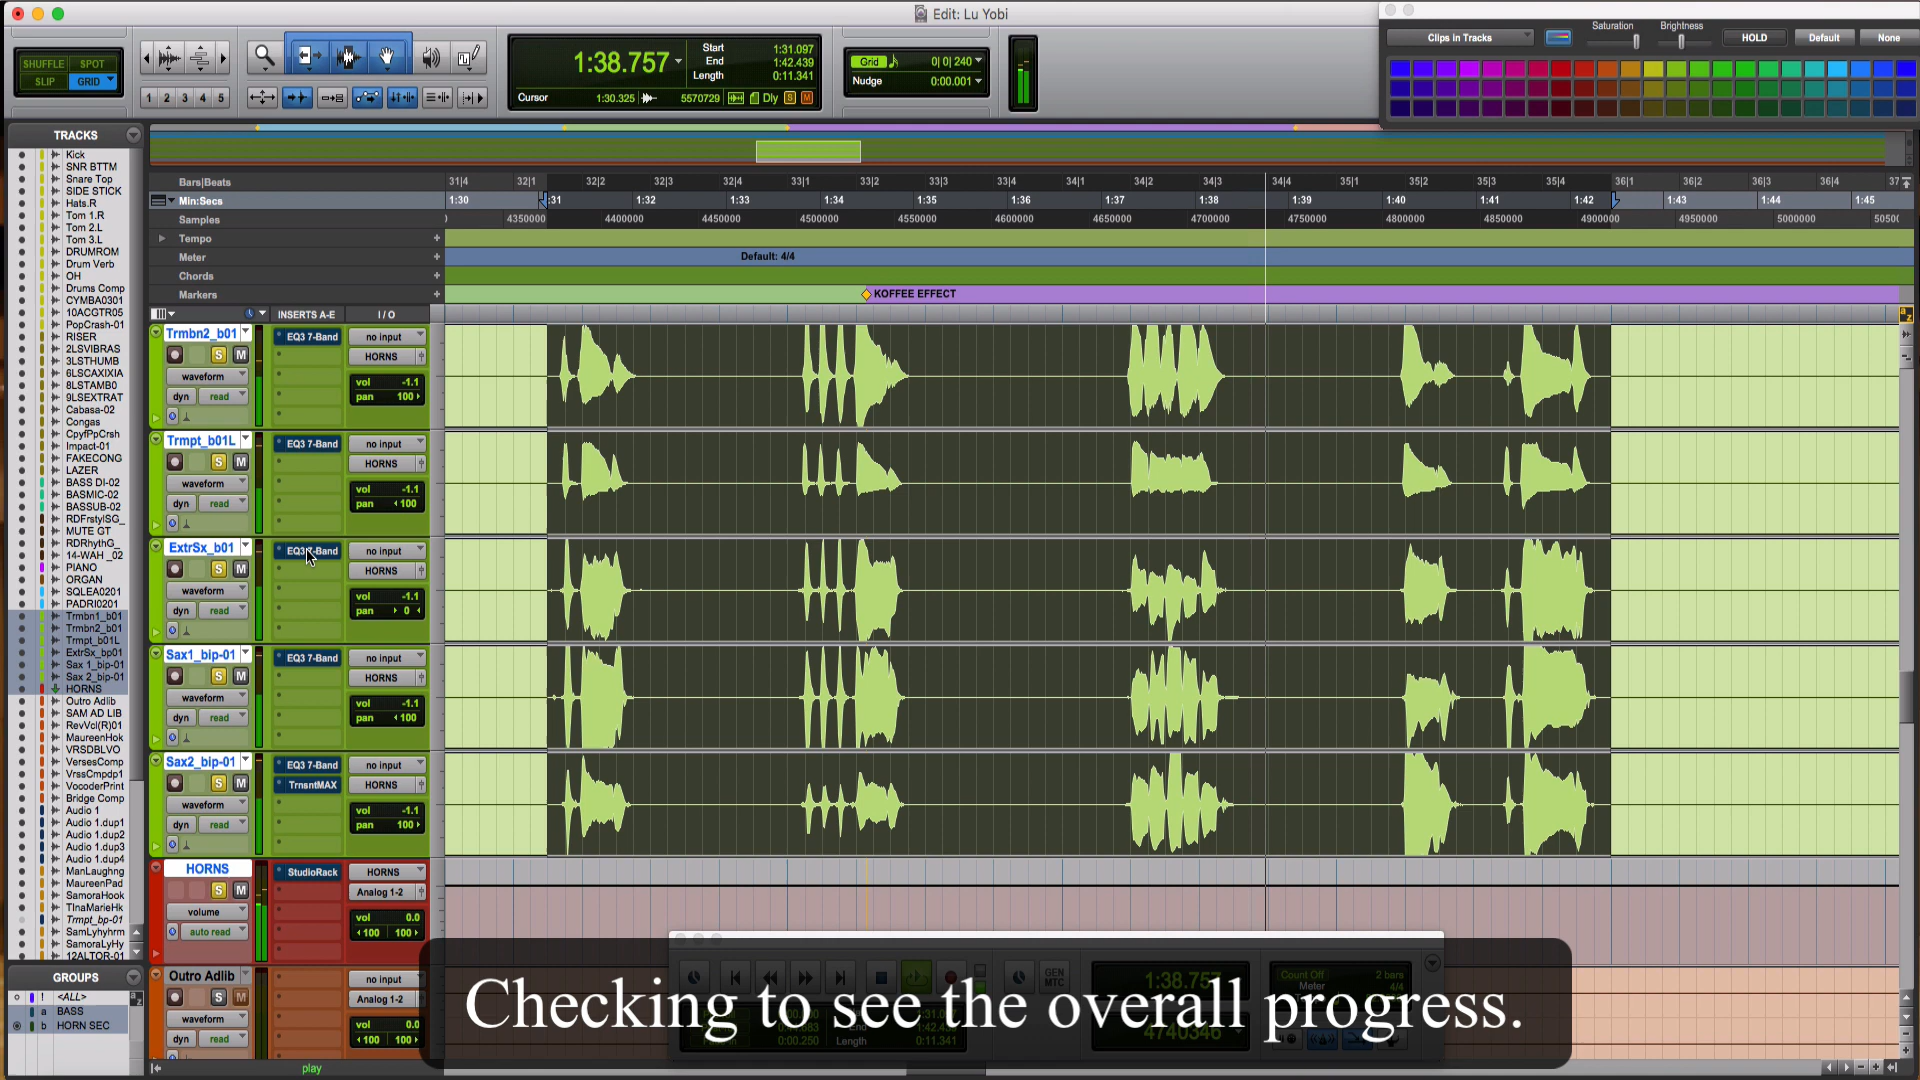 Edit: Lu Yobi
SHUFFLE SPOT
SLIP GRID
1 2 3 4 5
1:38.757
Start 1:31.097
End 1:42.439
Length 0:11.341
Cursor 1:30.325 5570729 Dly S M
Grid 0| 0| 240
Nudge 0:00.001
Clips in Tracks
Saturation
Brightness
HOLD
Default
None
TRACKS
Kick
SNR BTTM
Snare Top
SIDE STICK
Hats.R
Tom 1.R
Tom 2.L
Tom 3.L
DRUMROM
Drum Verb
OH
Drums Comp
CYMBA0301
10ACGTR05
PopCrash-01
RISER
2LSVIBRAS
3LSTHUMB
6LSCAXIXIA
8LSTAMB0
9LSEXTRAT
Cabasa-02
Congas
CpyfPpCrsh
Impact-01
FAKECONG
LAZER
BASS DI-02
BASMIC-02
BASSUB-02
RDFrstylSG_
MUTE GT
RDRhythG_
14-WAH _02
PIANO
ORGAN
SQLEA0201
PADRI0201
Trmbn1_b01
Trmbn2_b01
Trmpt_b01L
ExtrSx_bp01
Sax 1_bip-01
Sax 2_bip-01
HORNS
Outro Adlib
SAM AD LIB
RevVol(R)01
MaureenHok
VRSDBLVO
VersesComp
VrssCmpdp1
VocoderPrint
Bridge Comp
Audio 1
Audio 1.dup1
Audio 1.dup2
Audio 1.dup3
Audio 1.dup4
ManLaughng
MaureenPad
SamoraHook
TInaMarieHk
Trmpt_bp-01
SamLyhyhrm
SamoraLyHy
12ALTOR-01
GROUPS
! <ALL>
a BASS
b HORN SEC
Bars|Beats 31|4 32|1 32|2 32|3 32|4 33|1 33|2 33|3 33|4 34|1 34|2 34|3 34|4 35|1 35|2 35|3 35|4 36|1 36|2 36|3 36|4 37
Min:Secs 1:30 :31 1:32 1:33 1:34 1:35 1:36 1:37 1:38 1:39 1:40 1:41 1:42 1:43 1:44 1:45
Samples 4350000 4400000 4450000 4500000 4550000 4600000 4650000 4700000 4750000 4800000 4850000 4900000 4950000 5000000 5050(
Tempo
Meter Default: 4/4
Chords
Markers KOFFEE EFFECT
INSERTS A-E I / O
Trmbn2_b01 EQ3 7-Band no input
S M HORNS
waveform vol -1.1
dyn read pan 100
Trmpt_b01L EQ3 7-Band no input
S M HORNS
waveform vol -1.1
dyn read pan 100
ExtrSx_b01 EQ3 7-Band no input
S M HORNS
waveform vol -1.1
dyn read pan 0
Sax1_bip-01 EQ3 7-Band no input
S M HORNS
waveform vol -1.1
dyn read pan 100
Sax2_bip-01 EQ3 7-Band no input
S M TrnsntMAX HORNS
waveform vol -1.1
dyn read pan 100
HORNS StudioRack HORNS
S M Analog 1-2
volume vol 0.0
auto read 100 100
Outro Adlib no input
S M Analog 1-2
waveform vol 0.0
dyn read 100 100
play
GEN MTC
1:38.757
Count Off 2 bars
Meter 4/4
Checking to see the overall progress.
0:00.250
Length 0:11.341
4740346